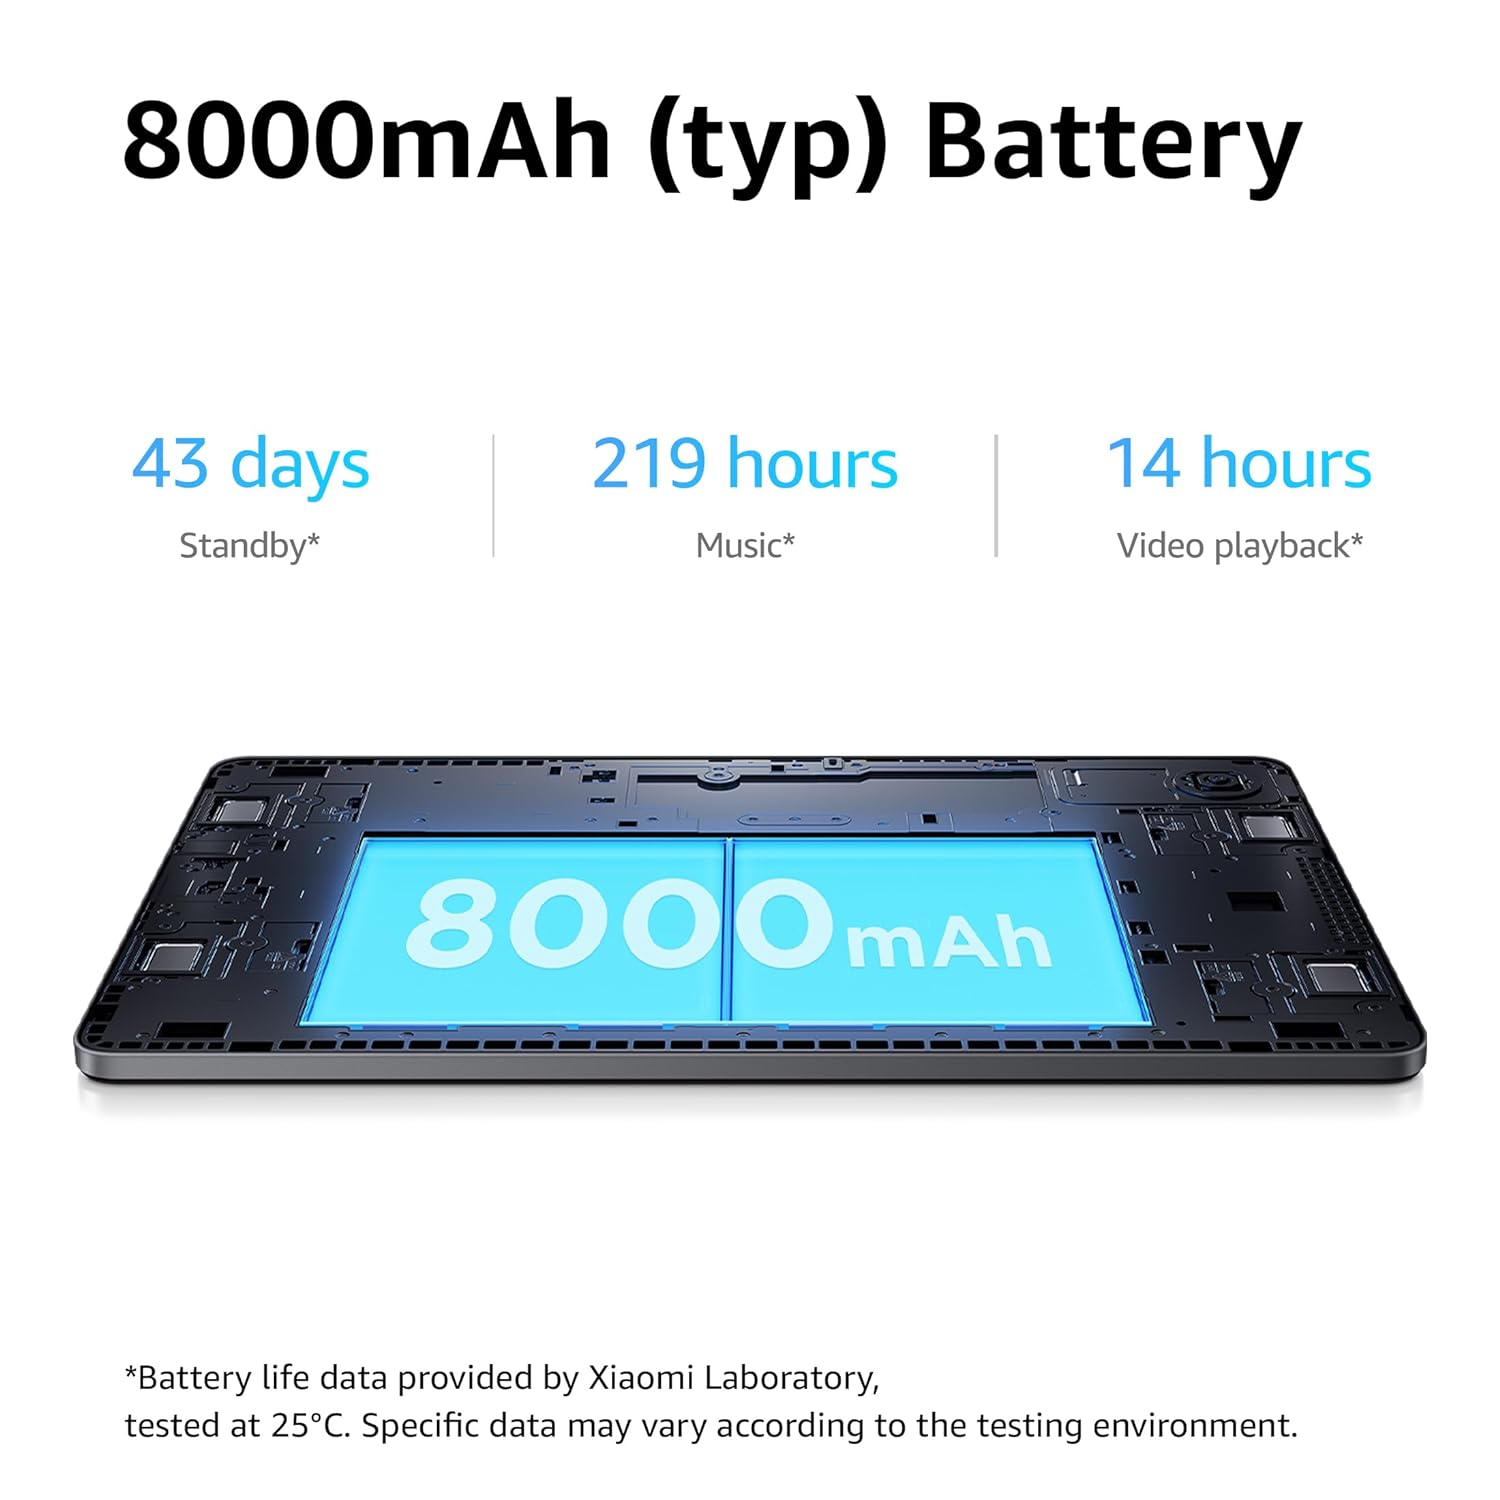 8000mAh (typ) Battery
43 days
Standby*
219 hours
Music*
14 hours
Video playback*
8000mAh
*Battery life data provided by Xiaomi Laboratory,
tested at 25°C. Specific data may vary according to the testing environment.